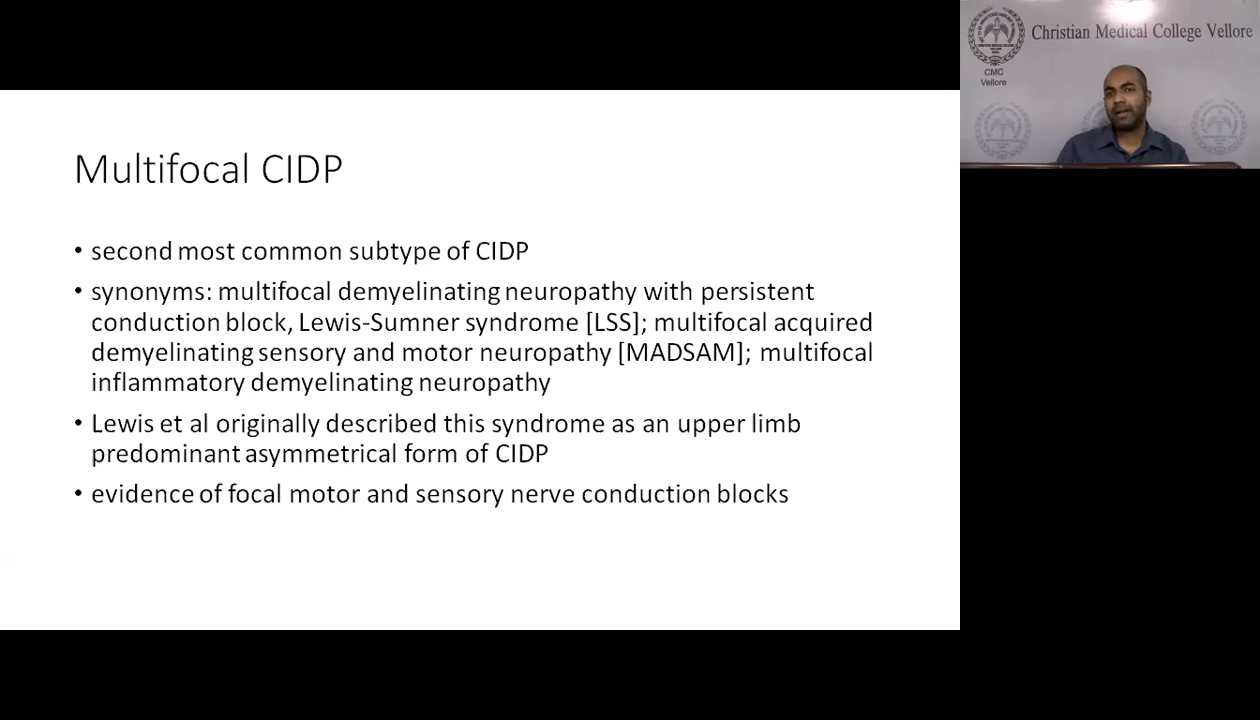 Multifocal CIDP
• second most common subtype of CIDP
• synonyms: multifocal demyelinating neuropathy with persistent
conduction block, Lewis-Sumner syndrome [LSS]; multifocal acquired
demyelinating sensory and motor neuropathy [MADSAM]; multifocal
inflammatory demyelinating neuropathy
• Lewis et al originally described this syndrome as an upper limb
predominant asymmetrical form of CIDP
• evidence of focal motor and sensory nerve conduction blocks
Christian Medical College Vellore
CMC
Vellore